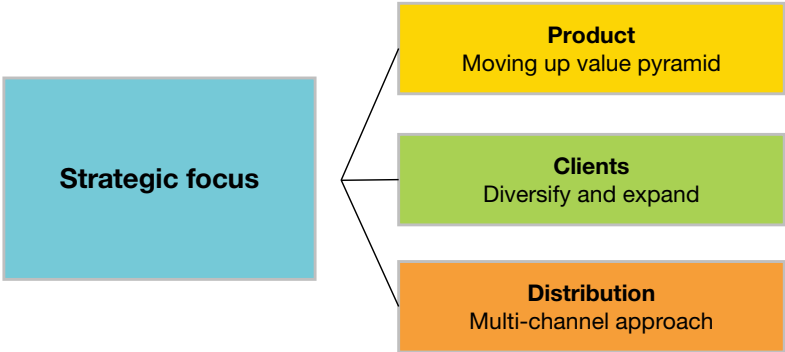 Strategic focus
Product
Moving up value pyramid
Clients
Diversify and expand
Distribution
Multi-channel approach